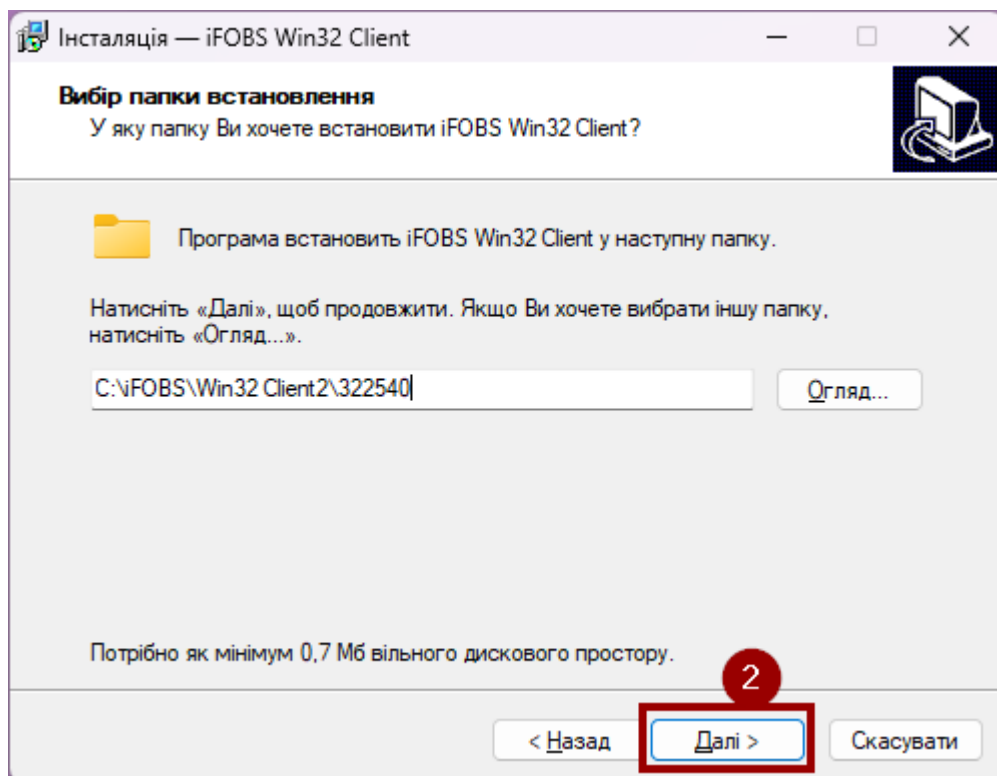 Інсталяція — iFOBS Win32 Client
Вибір папки встановлення
У яку папку Ви хочете встановити iFOBS Win32 Client?
Програма встановить iFOBS Win32 Client у наступну папку.
Натисніть «Далі», щоб продовжити. Якщо Ви хочете вибрати іншу папку,
натисніть «Огляд...».
C:\iFOBS\Win32 Client2\322540
Огляд...
Потрібно як мінімум 0,7 Мб вільного дискового простору.
2
< Назад
Далі >
Скасувати